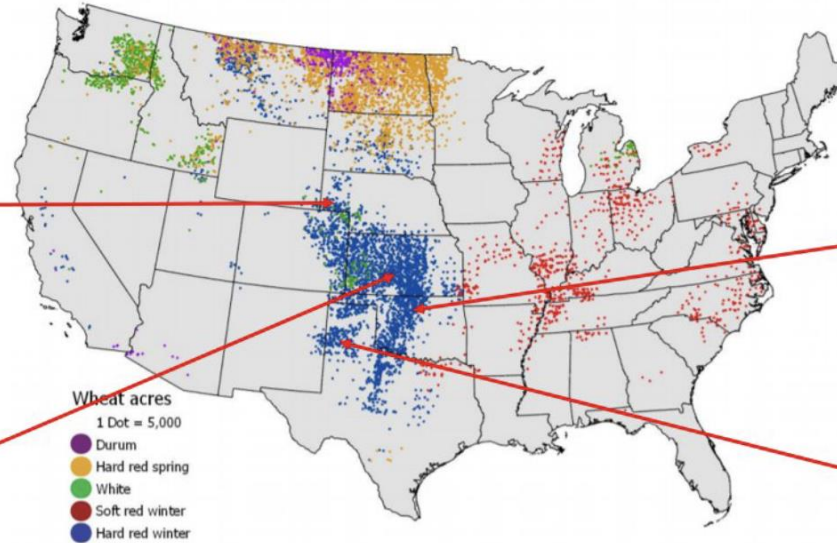 Wheat acres
1 Dot = 5,000
Durum
Hard red spring
White
Soft red winter
Hard red winter